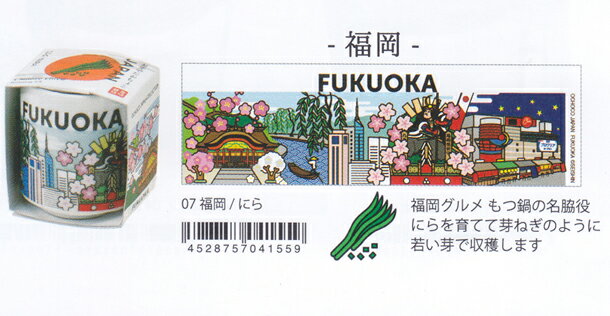 - 福岡 -
FUKUOKA
JAPAN
FUKUOKA
07 福岡 / にら
4528757041559
福岡グルメ もつ鍋の名脇役
にらを育てて芽ねぎのように
若い芽で収穫します